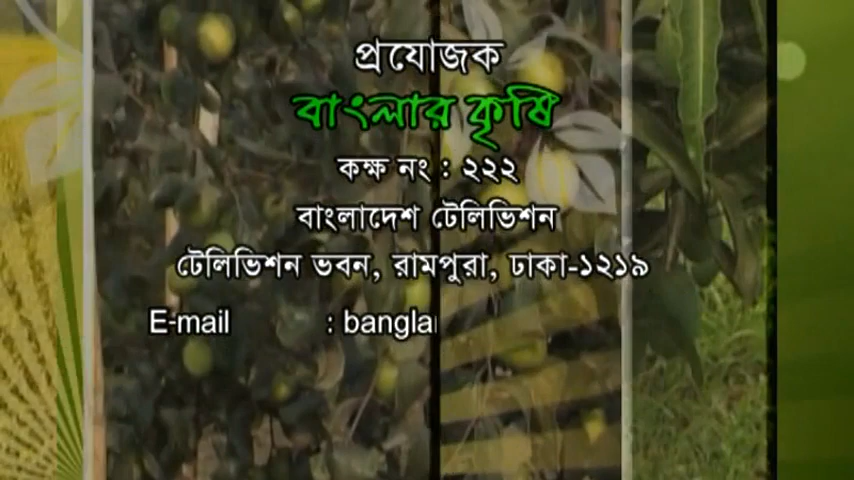 প্রযোজক
বাংলার কৃষি
কক্ষ নং : ২২২
বাংলাদেশ টেলিভিশন
টেলিভিশন ভবন, রামপুরা, ঢাকা-১২১৯
E-mail : bangla